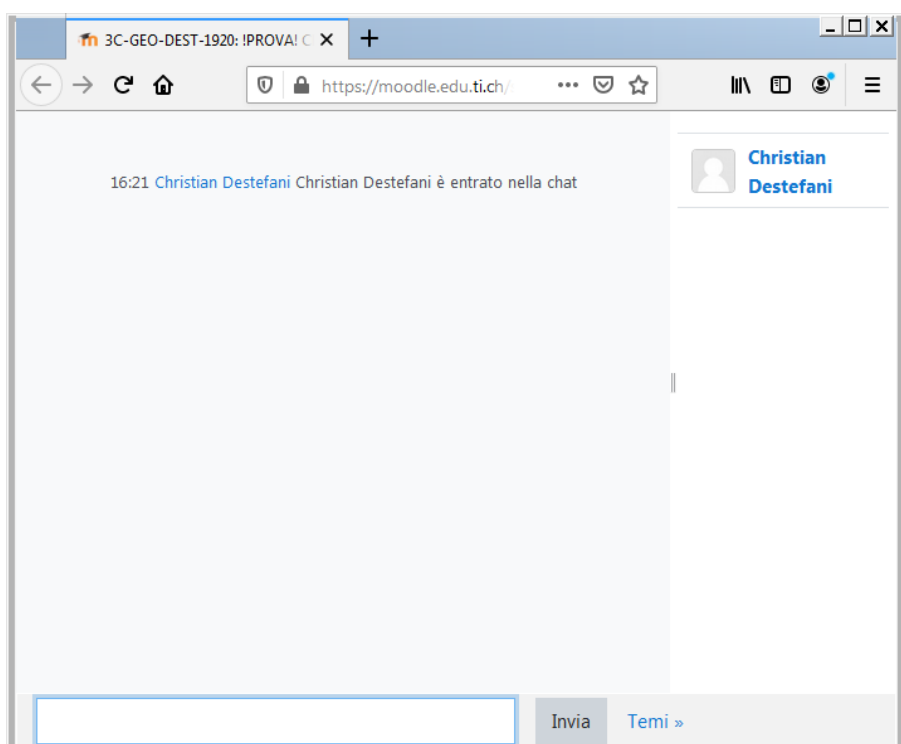 3C-GEO-DEST-1920: !PROVA! C
https://moodle.edu.ti.ch/
16:21 Christian Destefani Christian Destefani è entrato nella chat
Christian
Destefani
Invia
Temi »